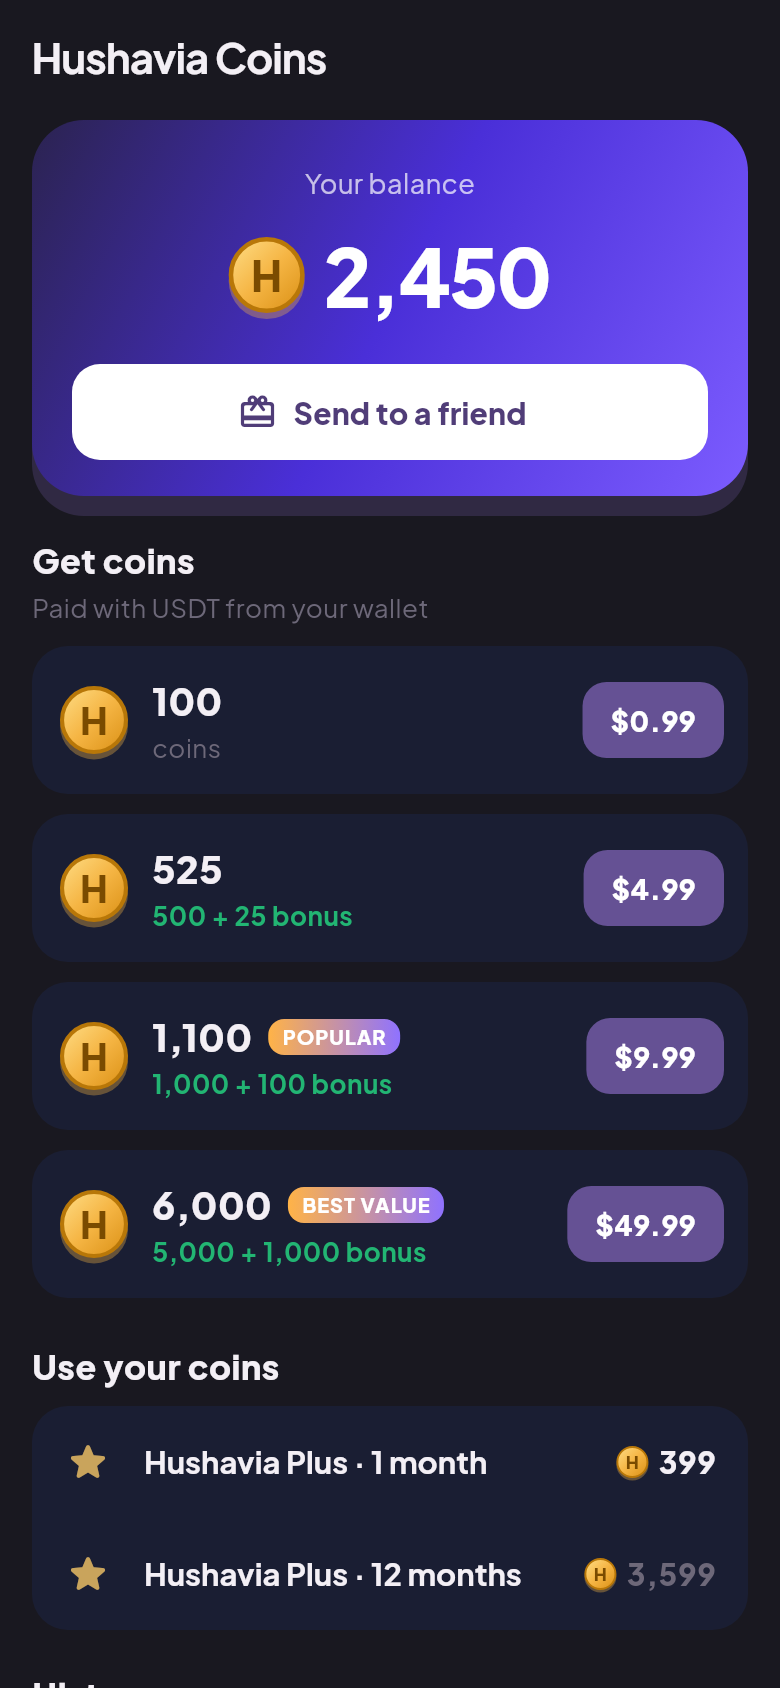 Hushavia Coins
Your balance
H 2,450
Send to a friend
Get coins
Paid with USDT from your wallet
H 100
coins
$0.99
H 525
500 + 25 bonus
$4.99
H 1,100 POPULAR
1,000 + 100 bonus
$9.99
H 6,000 BEST VALUE
5,000 + 1,000 bonus
$49.99
Use your coins
Hushavia Plus · 1 month H 399
Hushavia Plus · 12 months H 3,599